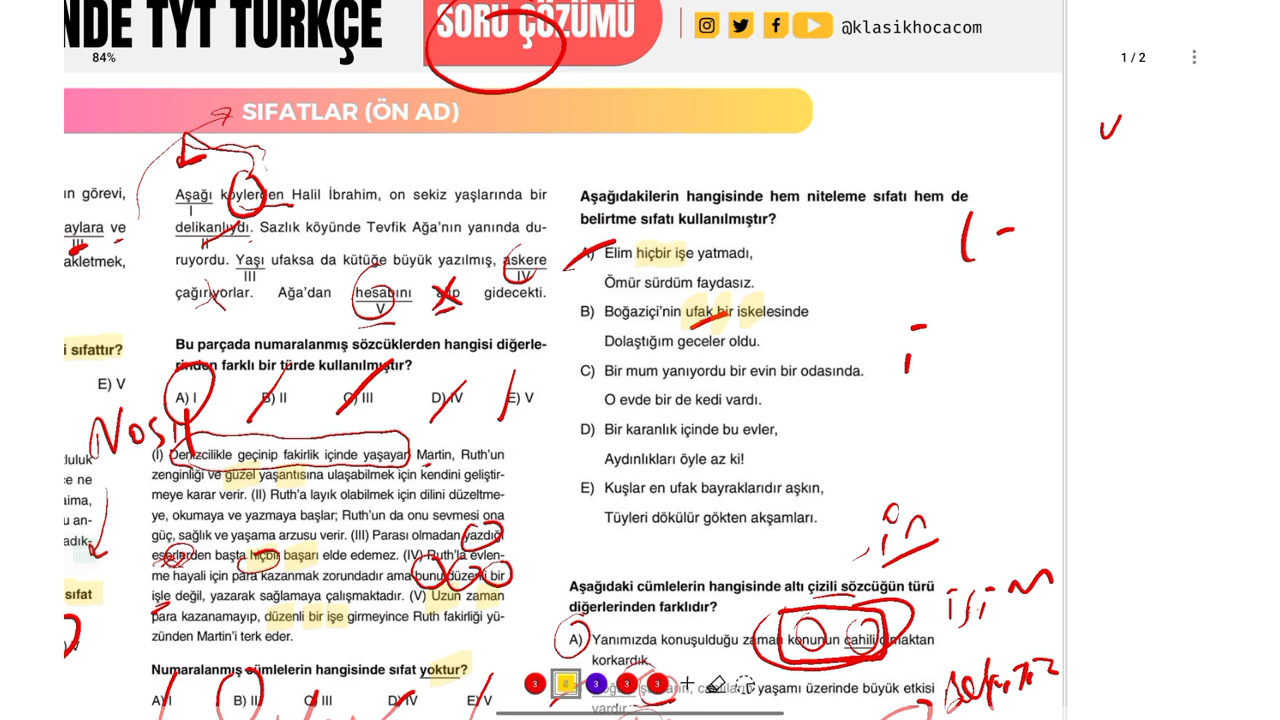 NDE TYT TÜRKÇE
SORU ÇÖZÜMÜ
@klasikhocacom
84%
1 / 2
SIFATLAR (ÖN AD)
ın görevi,
aylara ve
III
akletmek,
i sıfattır?
E) V
Nasıl
luluk
ce ne
aima,
u an-
adık-
sıfat
Aşağı köylerden Halil İbrahim, on sekiz yaşlarında bir
I
delikanlıydı. Sazlık köyünde Tevfik Ağa'nın yanında du-
II
ruyordu. Yaşı ufaksa da kütüğe büyük yazılmış, askere
III IV
çağırıyorlar. Ağa'dan hesabını alıp gidecekti.
V
Bu parçada numaralanmış sözcüklerden hangisi diğerle-
rinden farklı bir türde kullanılmıştır?
A) I B) II C) III D) IV E) V
(I) Denizcilikle geçinip fakirlik içinde yaşayan Martin, Ruth'un
zenginliği ve güzel yaşantısına ulaşabilmek için kendini geliştir-
meye karar verir. (II) Ruth'a layık olabilmek için dilini düzeltme-
ye, okumaya ve yazmaya başlar; Ruth'un da onu sevmesi ona
güç, sağlık ve yaşama arzusu verir. (III) Parası olmadan yazdığı
eserlerden başta hiçbir başarı elde edemez. (IV) Ruth'la evlen-
me hayali için para kazanmak zorundadır ama bunu düzenli bir
işle değil, yazarak sağlamaya çalışmaktadır. (V) Uzun zaman
para kazanamayıp, düzenli bir işe girmeyince Ruth fakirliği yü-
zünden Martin'i terk eder.
Numaralanmış cümlelerin hangisinde sıfat yoktur?
A) I B) II C) III D) IV E) V
Aşağıdakilerin hangisinde hem niteleme sıfatı hem de
belirtme sıfatı kullanılmıştır?
A) Elim hiçbir işe yatmadı,
Ömür sürdüm faydasız.
B) Boğaziçi'nin ufak bir iskelesinde
Dolaştığım geceler oldu.
C) Bir mum yanıyordu bir evin bir odasında.
O evde bir de kedi vardı.
D) Bir karanlık içinde bu evler,
Aydınlıkları öyle az ki!
E) Kuşlar en ufak bayraklarıdır aşkın,
Tüyleri dökülür gökten akşamları.
Aşağıdaki cümlelerin hangisinde altı çizili sözcüğün türü
diğerlerinden farklıdır?
A) Yanımızda konuşulduğu zaman konunun cahili olmaktan
korkardık.
yaşamı üzerinde büyük etkisi
vardır.
isim